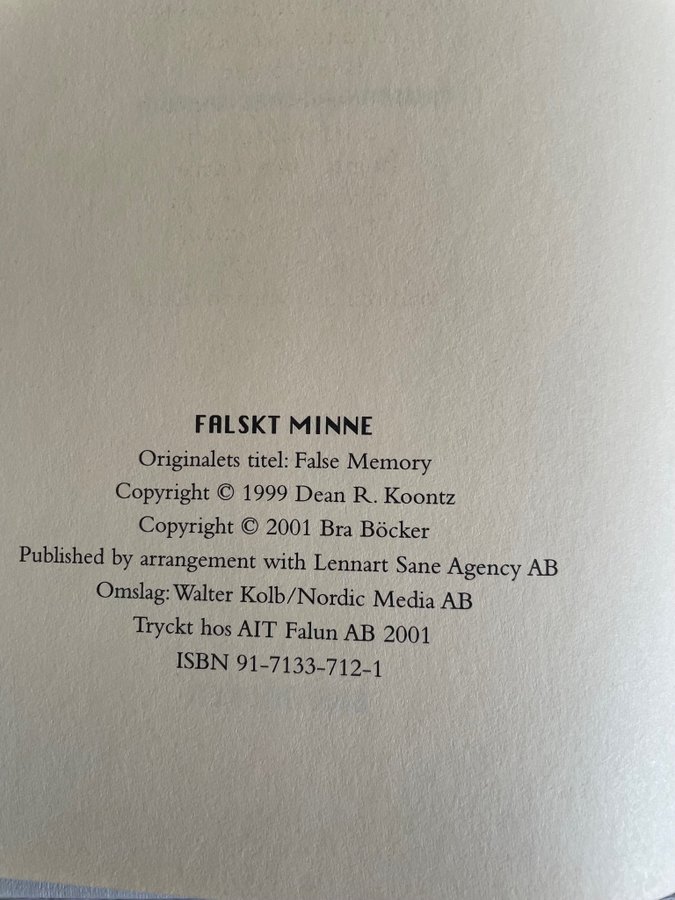 FALSKT MINNE
Originalets titel: False Memory
Copyright © 1999 Dean R. Koontz
Copyright © 2001 Bra Böcker
Published by arrangement with Lennart Sane Agency AB
Omslag: Walter Kolb/Nordic Media AB
Tryckt hos AIT Falun AB 2001
ISBN 91-7133-712-1